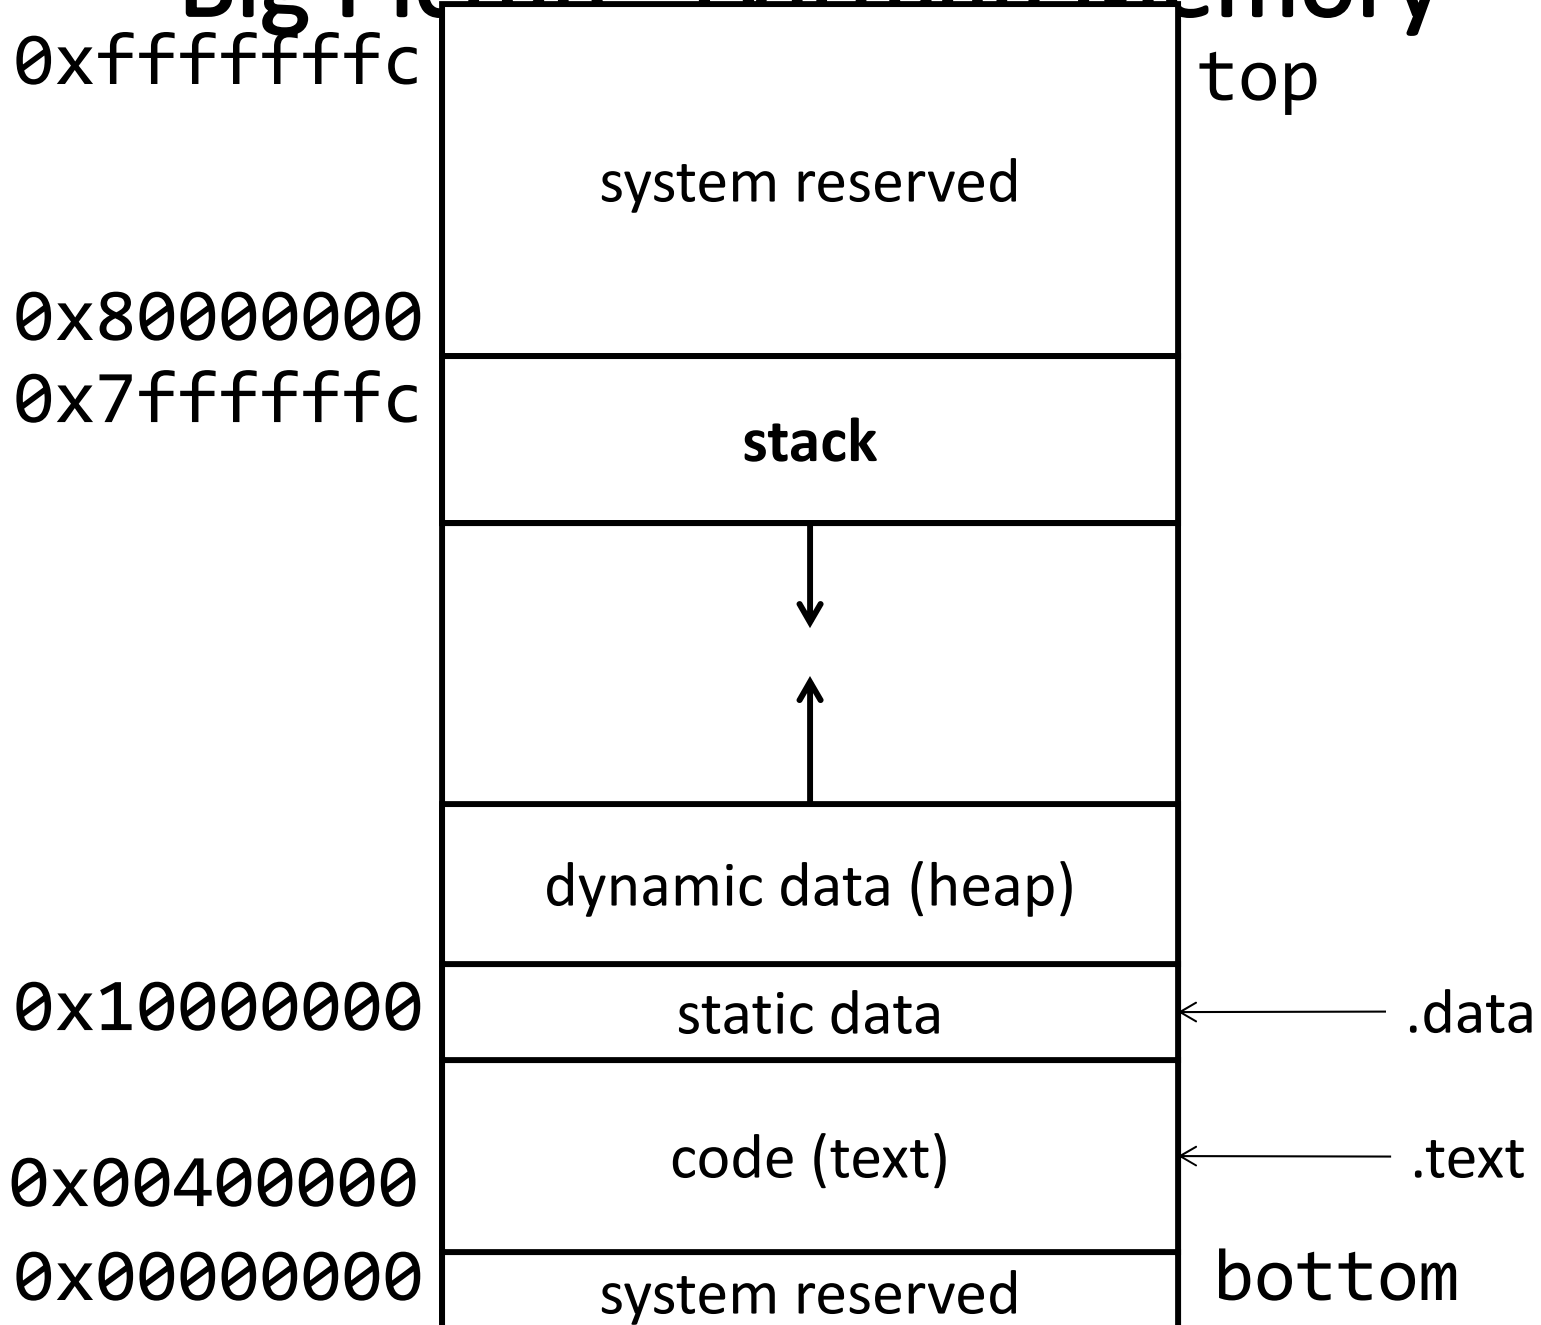 Big
0xfffffffc
top
system reserved
0x80000000
0x7ffffffc
stack
dynamic data (heap)
0x10000000
static data
.data
code (text)
.text
0x00400000
0x00000000
bottom
system reserved